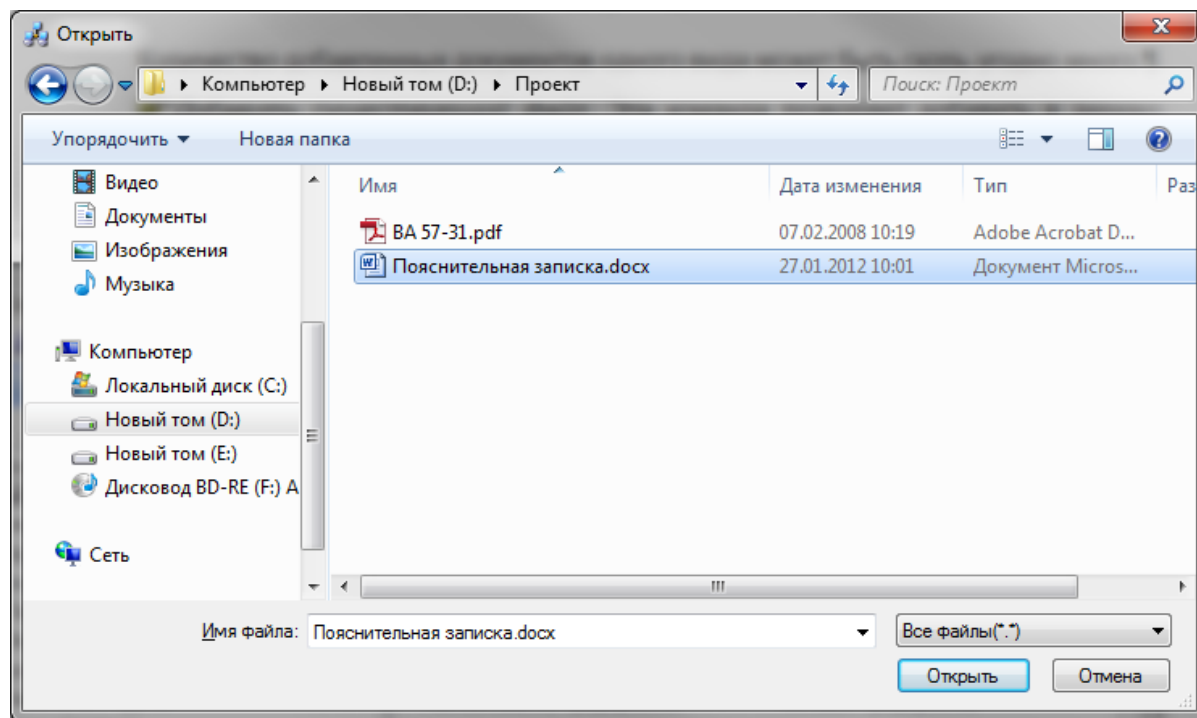 Открыть
Компьютер Новый том (D:) Проект Поиск: Проект
Упорядочить Новая папка
Видео
Документы
Изображения
Музыка
Компьютер
Локальный диск (C:)
Новый том (D:)
Новый том (E:)
Дисковод BD-RE (F:) A
Сеть
Имя Дата изменения Тип Раз
ВА 57-31.pdf 07.02.2008 10:19 Adobe Acrobat D...
Пояснительная записка.docx 27.01.2012 10:01 Документ Micros...
Имя файла: Пояснительная записка.docx Все файлы(*.*)
Открыть Отмена